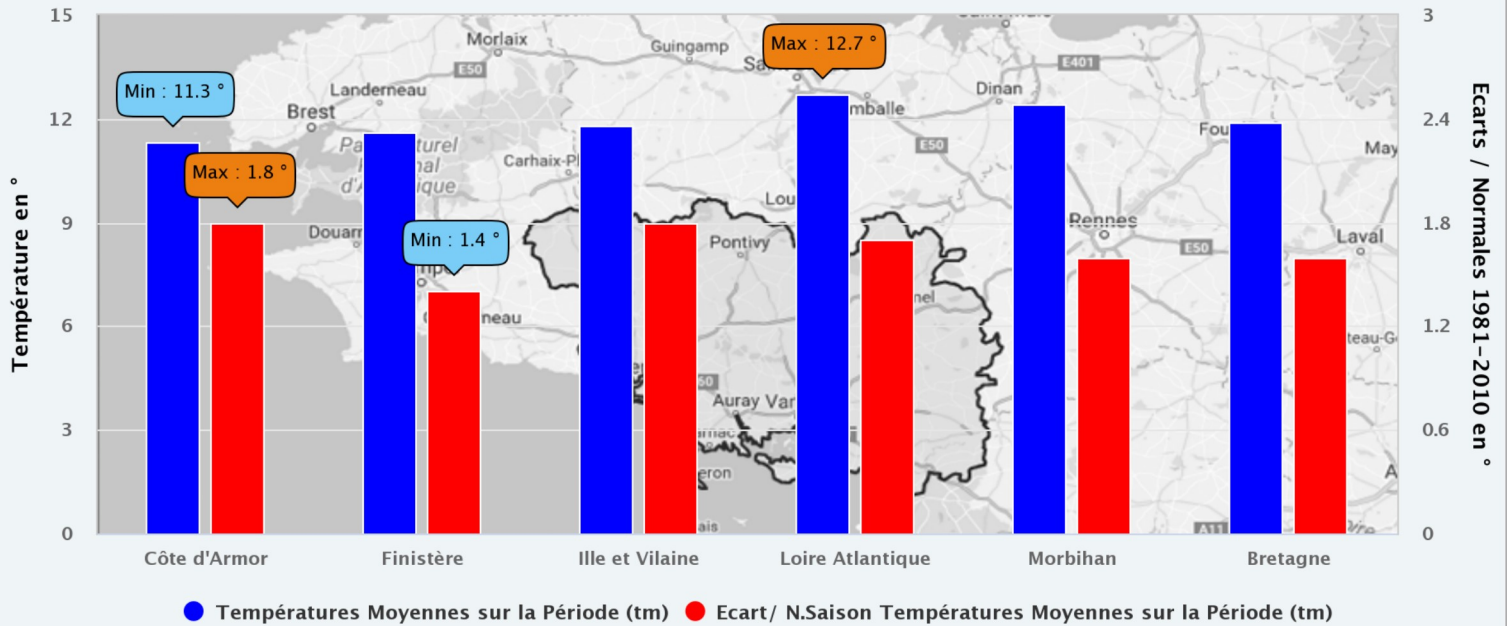 15
12
9
6
3
0
Température en °
3
2.4
1.8
1.2
0.6
0
Ecarts / Normales 1981-2010 en °
Min : 11.3 °
Max : 1.8 °
Min : 1.4 °
Max : 12.7 °
Morlaix
Guingamp
E50
E401
Landerneau
Brest
Dinan
E50
Carhaix-Pl
d'A
Pontivy
Rennes
E50
Laval
Auray
A11
Côte d'Armor
Finistère
Ille et Vilaine
Loire Atlantique
Morbihan
Bretagne
Températures Moyennes sur la Période (tm)
Ecart/ N.Saison Températures Moyennes sur la Période (tm)